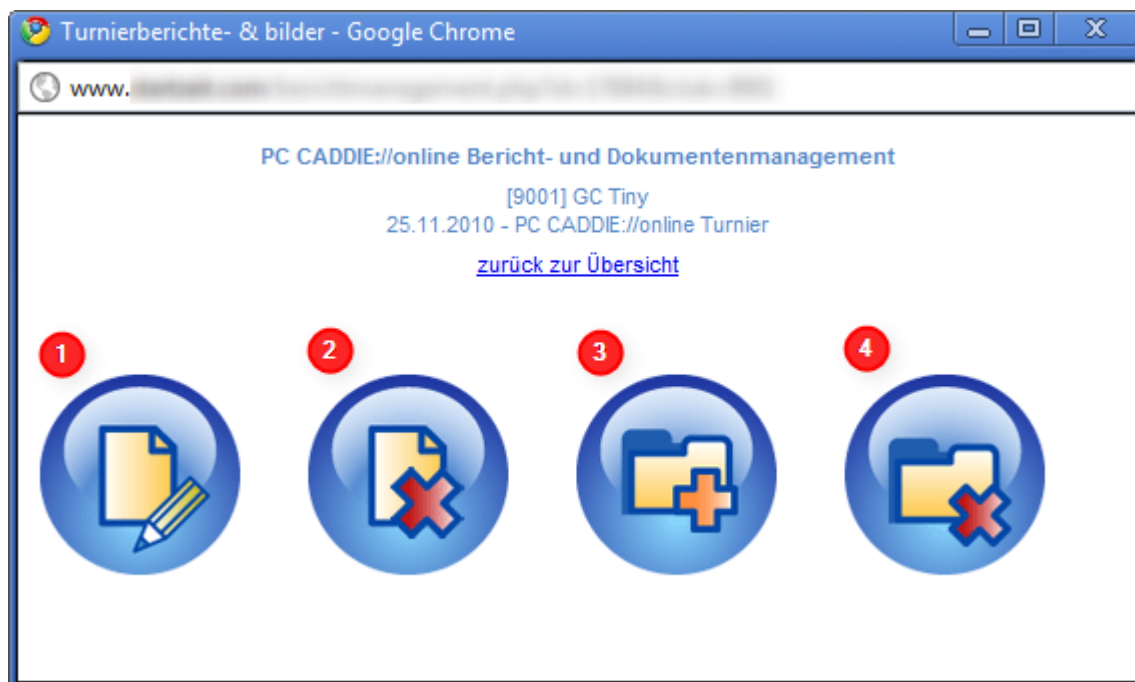 Turnierberichte- & bilder - Google Chrome
www.
PC CADDIE://online Bericht- und Dokumentenmanagement
[9001] GC Tiny
25.11.2010 - PC CADDIE://online Turnier
zurück zur Übersicht
1 2 3 4